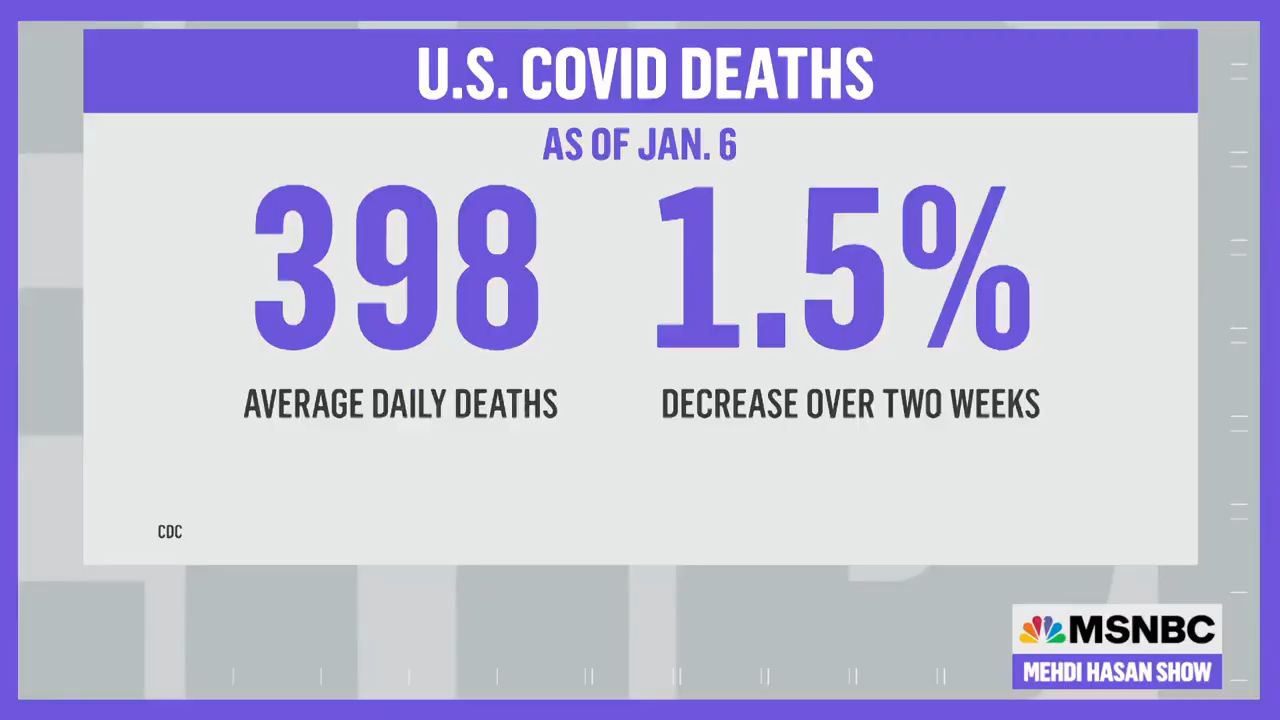 U.S. COVID DEATHS
AS OF JAN. 6
398 1.5%
AVERAGE DAILY DEATHS DECREASE OVER TWO WEEKS
CDC
MSNBC
MEHDI HASAN SHOW